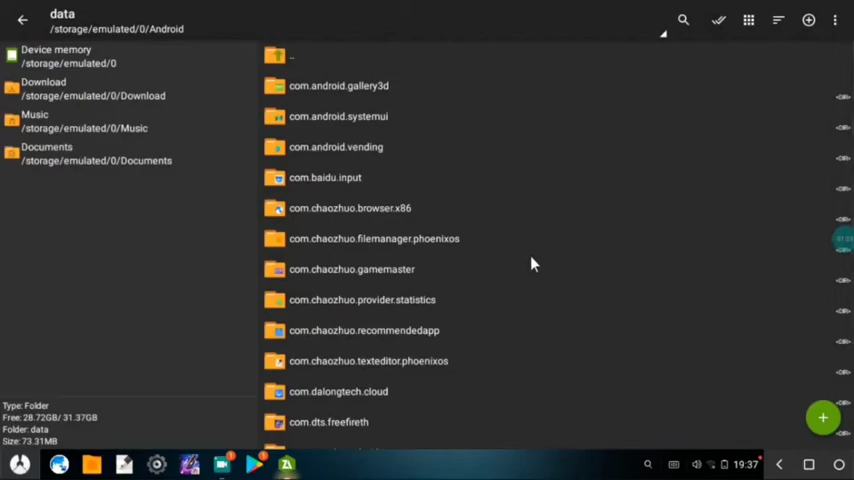 data
/storage/emulated/0/Android
Device memory
/storage/emulated/0
Download
/storage/emulated/0/Download
Music
/storage/emulated/0/Music
Documents
/storage/emulated/0/Documents
..
com.android.gallery3d
com.android.systemui
com.android.vending
com.baidu.input
com.chaozhuo.browser.x86
com.chaozhuo.filemanager.phoenixos
com.chaozhuo.gamemaster
com.chaozhuo.provider.statistics
com.chaozhuo.recommendedapp
com.chaozhuo.texteditor.phoenixos
com.dalongtech.cloud
com.dts.freefireth
Type: Folder
Free: 28.72GB/ 31.37GB
Folder: data
Size: 73.31MB
1
1
19:37